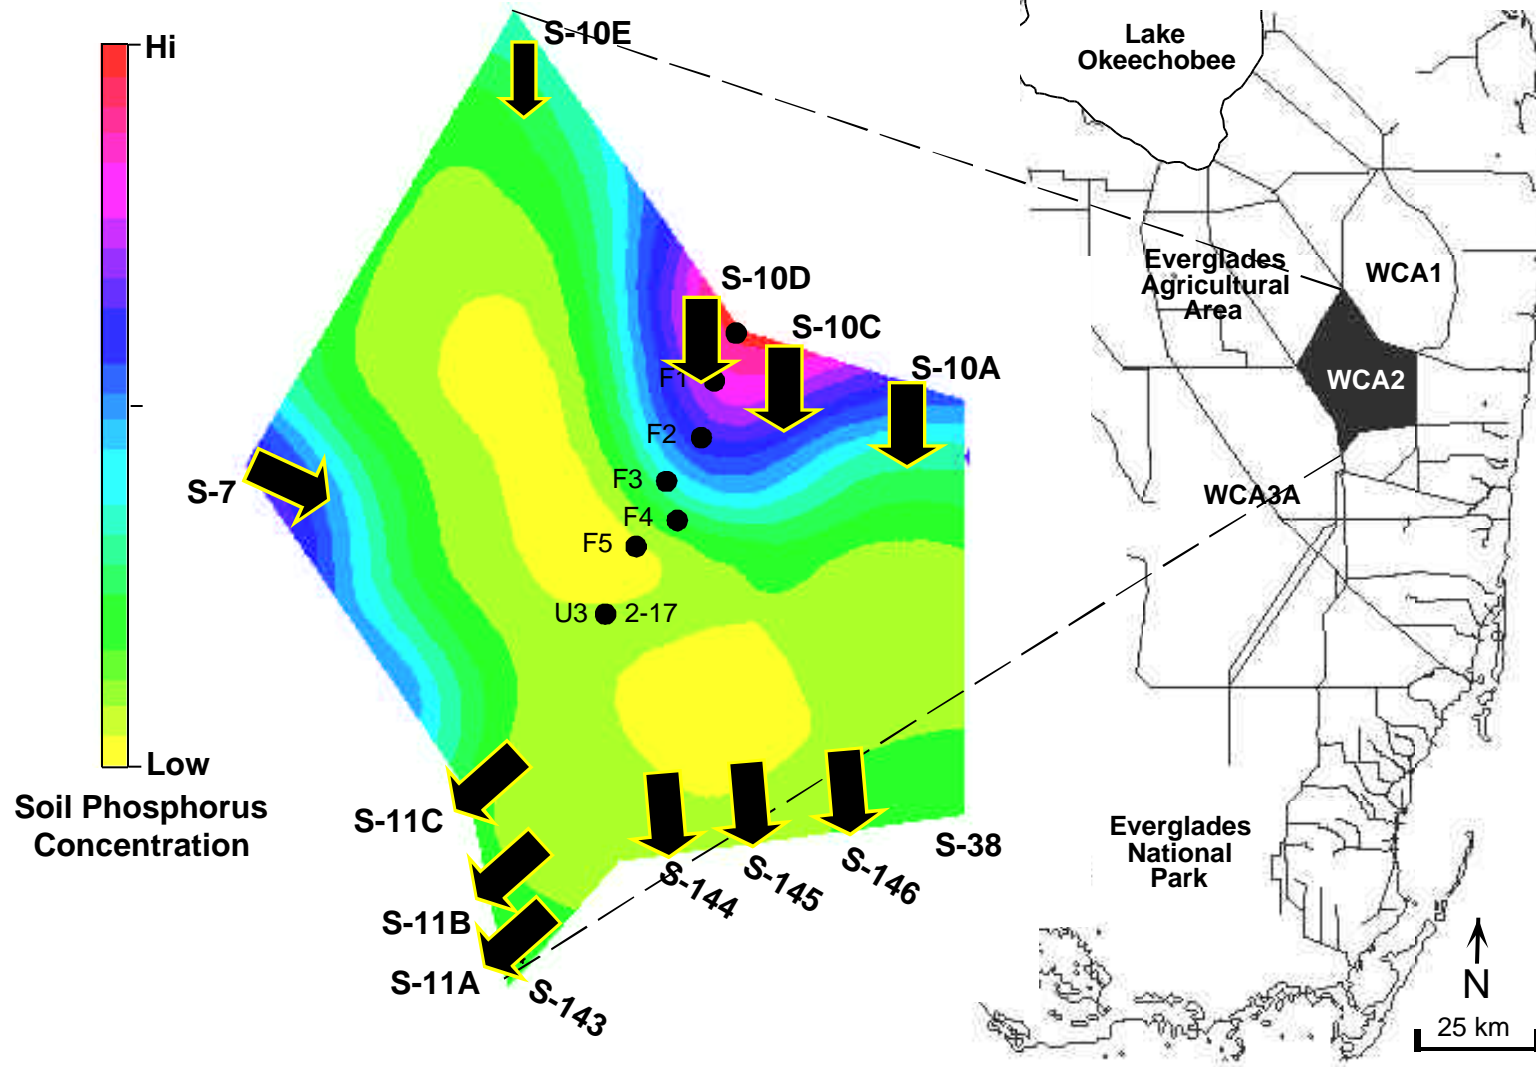 Hi
Low
Soil Phosphorus
Concentration
S-10E
S-10D
S-10C
S-10A
S-7
F1
F2
F3
F4
F5
U3
2-17
S-11C
S-11B
S-11A
S-143
S-144
S-145
S-146
S-38
Lake
Okeechobee
Everglades
Agricultural
Area
WCA1
WCA2
WCA3A
Everglades
National
Park
N
25 km